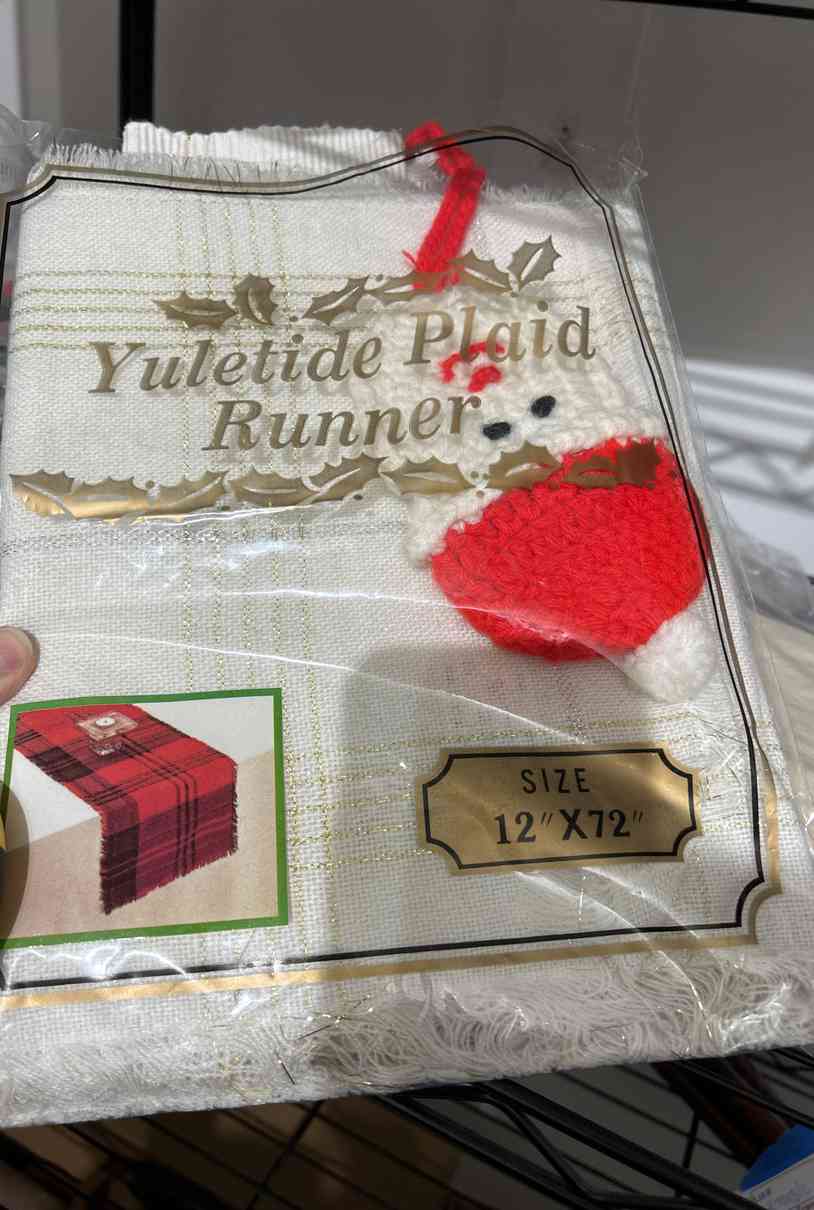 Yuletide Plaid
Runner
SIZE
12"X72"